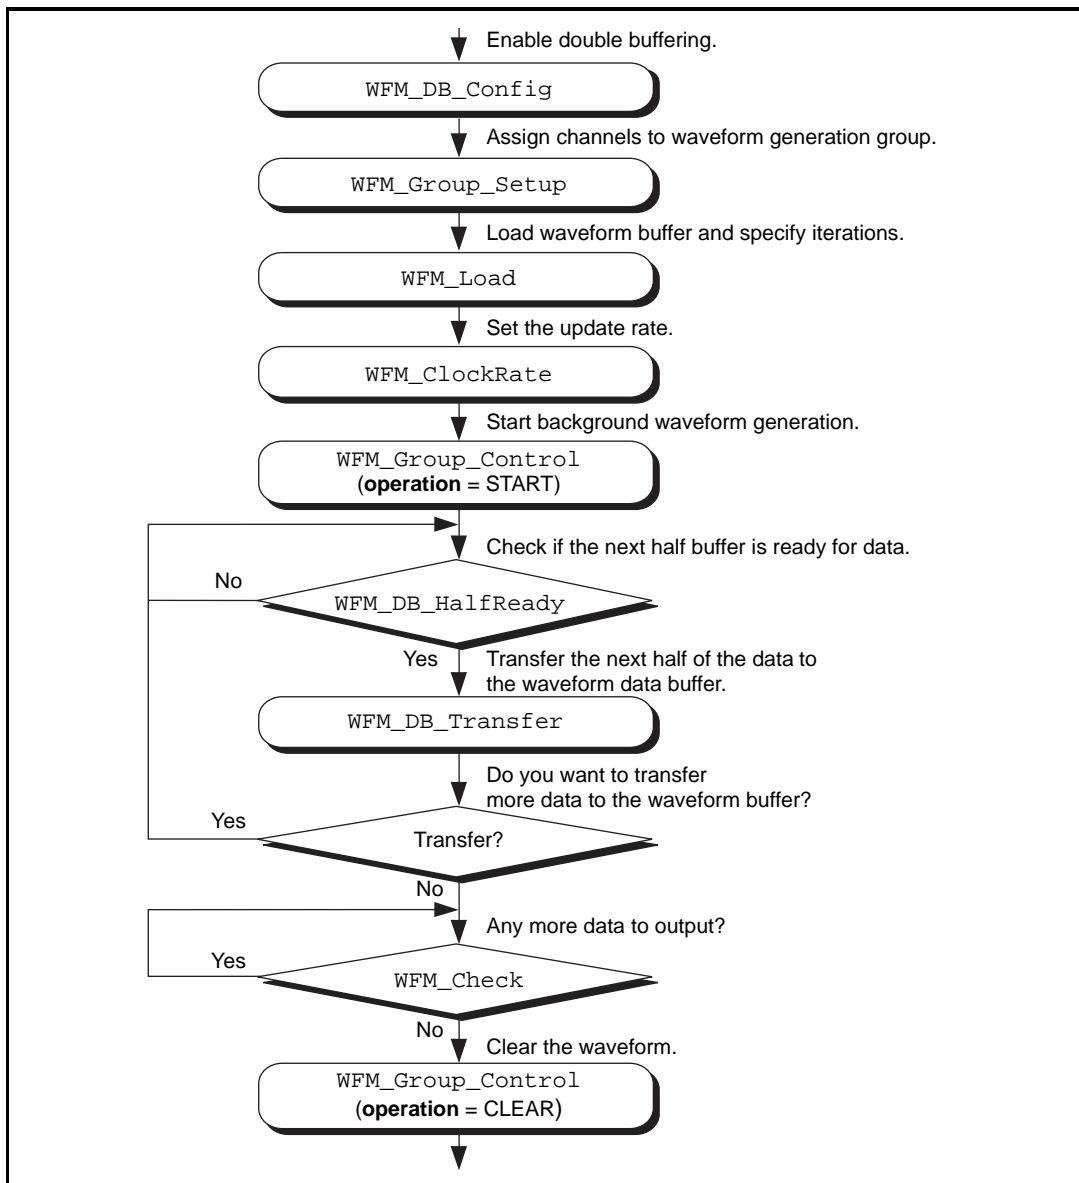 Enable double buffering.
WFM_DB_Config
Assign channels to waveform generation group.
WFM_Group_Setup
Load waveform buffer and specify iterations.
WFM_Load
Set the update rate.
WFM_ClockRate
Start background waveform generation.
WFM_Group_Control
(operation = START)
Check if the next half buffer is ready for data.
No
WFM_DB_HalfReady
Yes
Transfer the next half of the data to
the waveform data buffer.
WFM_DB_Transfer
Do you want to transfer
more data to the waveform buffer?
Yes
Transfer?
No
Any more data to output?
Yes
WFM_Check
No
Clear the waveform.
WFM_Group_Control
(operation = CLEAR)